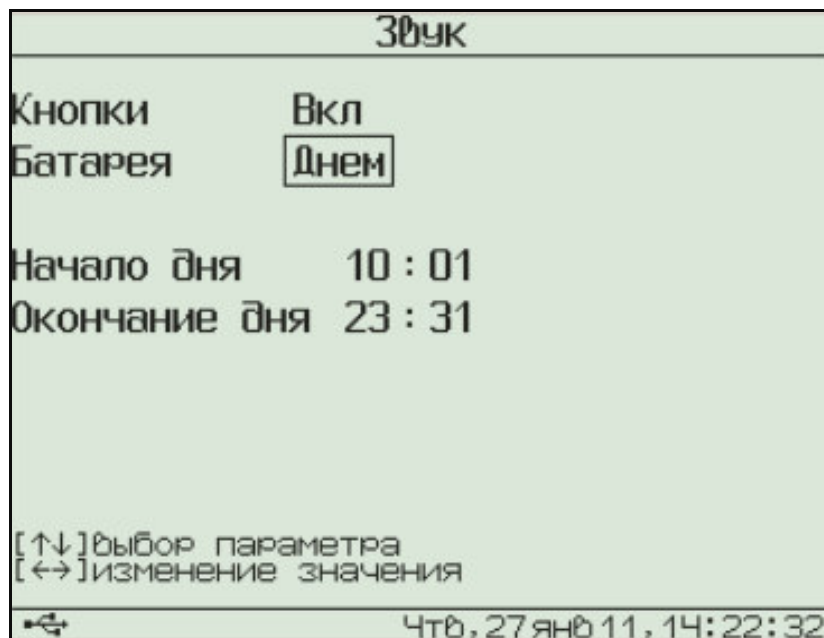 Звук
Кнопки Вкл
Батарея Днем
Начало дня 10 : 01
Окончание дня 23 : 31
[↑↓]выбор параметра
[↔]изменение значения
Чтв,27янв11,14:22:32